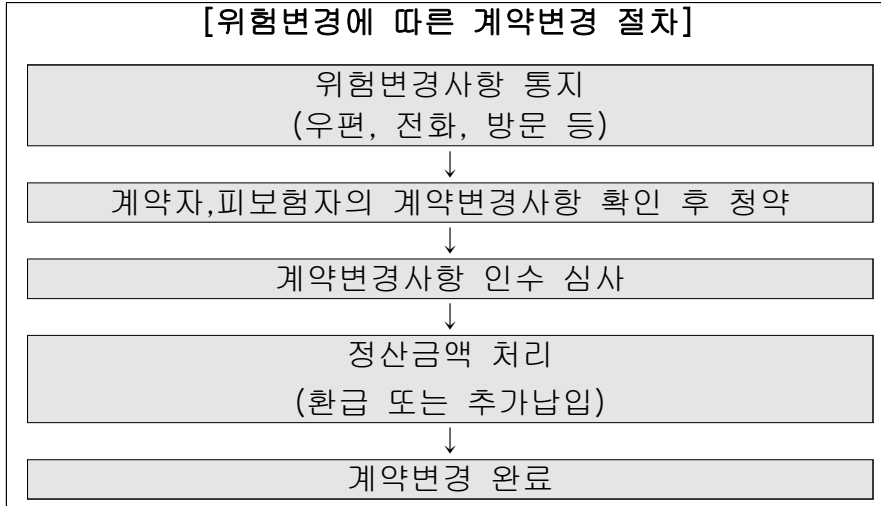 [위험변경에 따른 계약변경 절차]
위험변경사항 통지
(우편, 전화, 방문 등)
↓
계약자,피보험자의 계약변경사항 확인 후 청약
↓
계약변경사항 인수 심사
↓
정산금액 처리
(환급 또는 추가납입)
↓
계약변경 완료